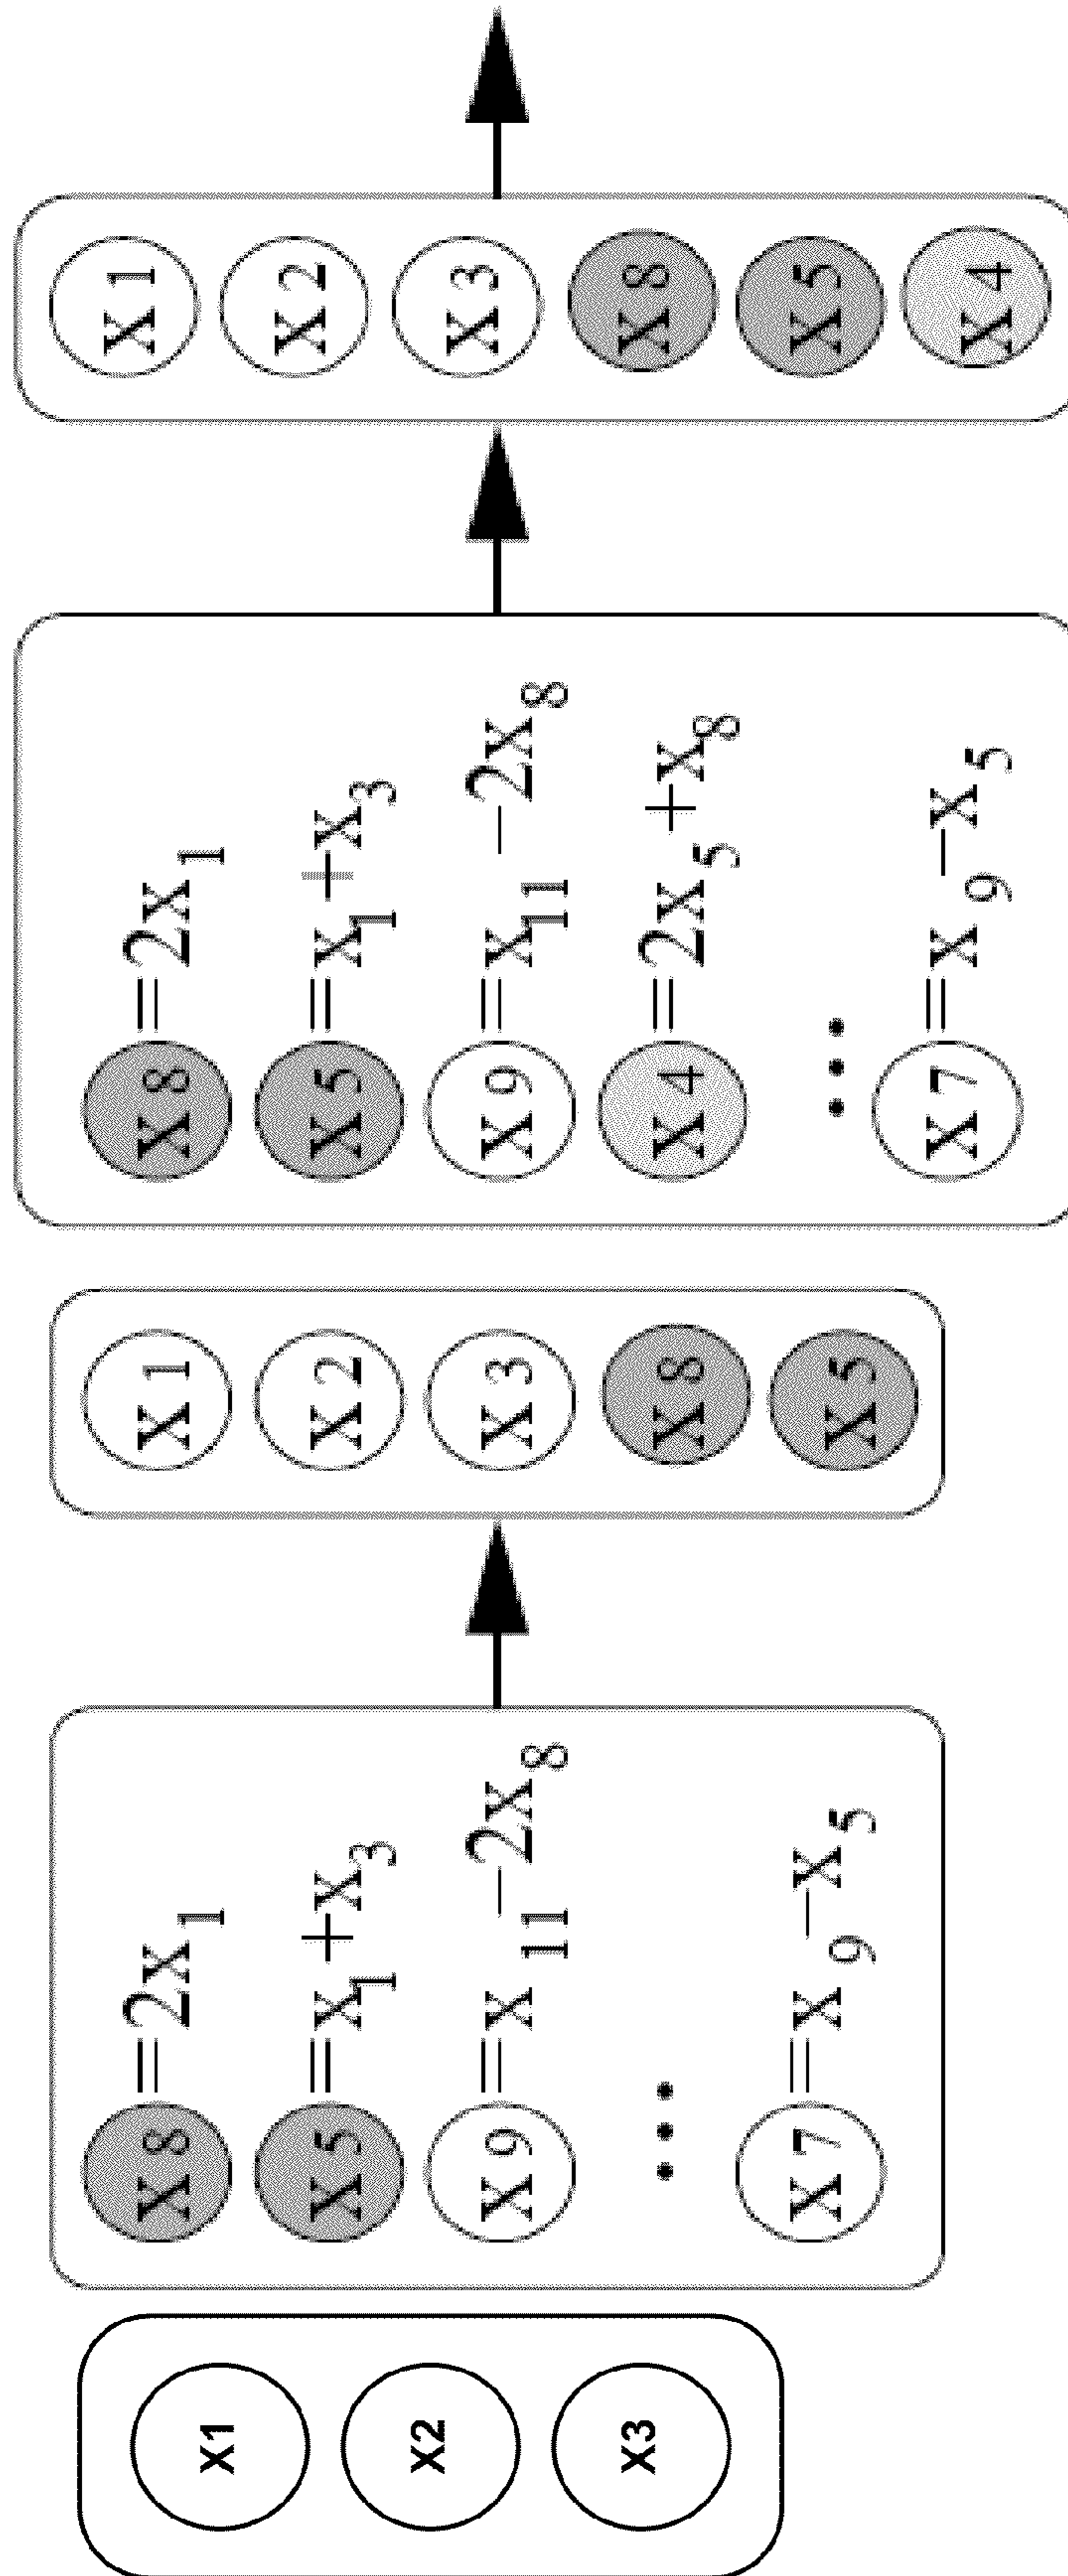 X1
X2
X3
X8 =2x₁
X5 =x₁+x₃
X9 =x₁₁−2x₈
...
X7 =x₉−x₅
X1
X2
X3
X8
X5
X8 =2x₁
X5 =x₁+x₃
X9 =x₁₁−2x₈
X4 =2x₅+x₈
...
X7 =x₉−x₅
X1
X2
X3
X8
X5
X4